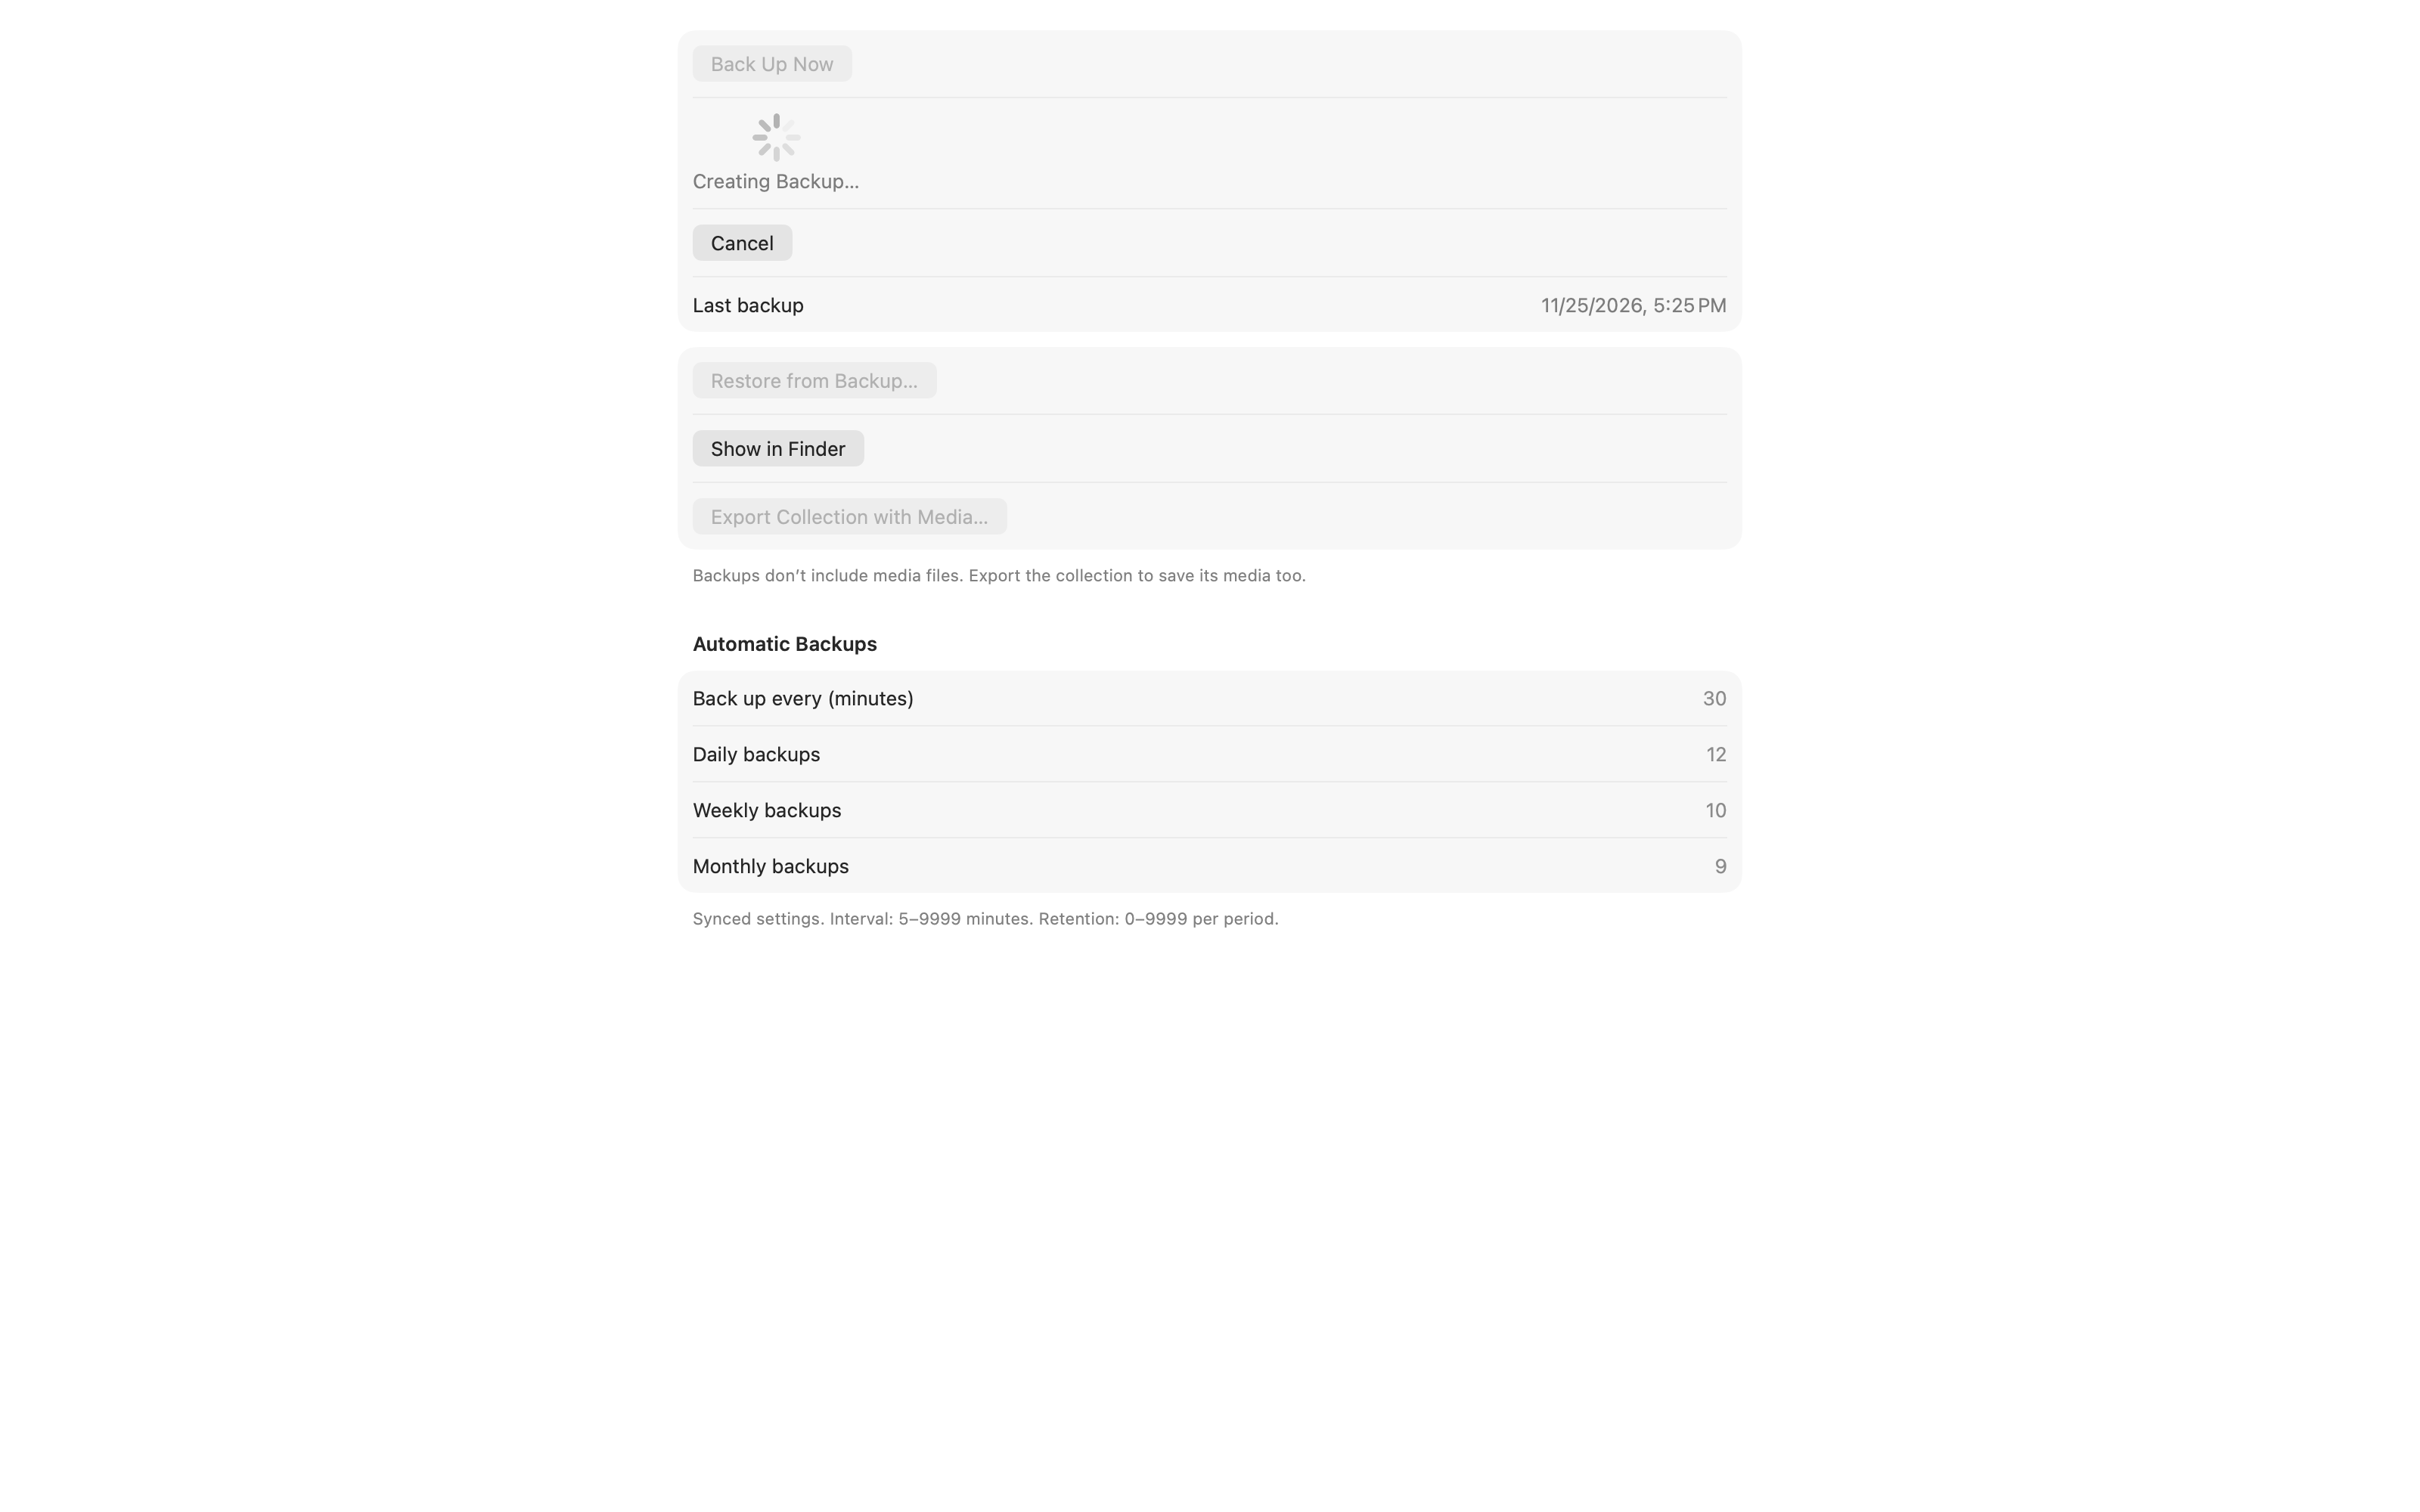 Back Up Now
Creating Backup...
Cancel
Last backup 11/25/2026, 5:25 PM
Restore from Backup...
Show in Finder
Export Collection with Media...
Backups don’t include media files. Export the collection to save its media too.
Automatic Backups
Back up every (minutes) 30
Daily backups 12
Weekly backups 10
Monthly backups 9
Synced settings. Interval: 5–9999 minutes. Retention: 0–9999 per period.